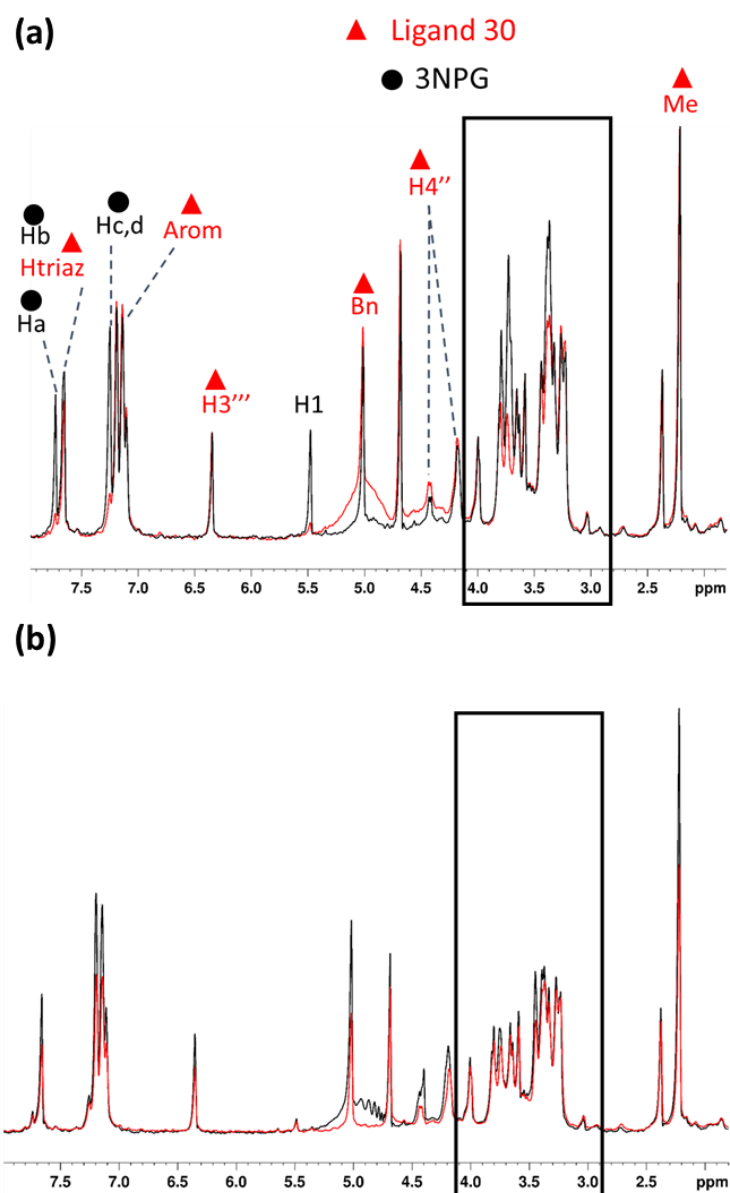 (a)
▲ Ligand 30
● 3NPG
▲
Me
▲
H4’’
●
Hb
▲
Htriaz
●
Ha
●
Hc,d
▲
Arom
▲
Bn
▲
H3’’’
H1
7.5 7.0 6.5 6.0 5.5 5.0 4.5 4.0 3.5 3.0 2.5 ppm
(b)
7.5 7.0 6.5 6.0 5.5 5.0 4.5 4.0 3.5 3.0 2.5 ppm